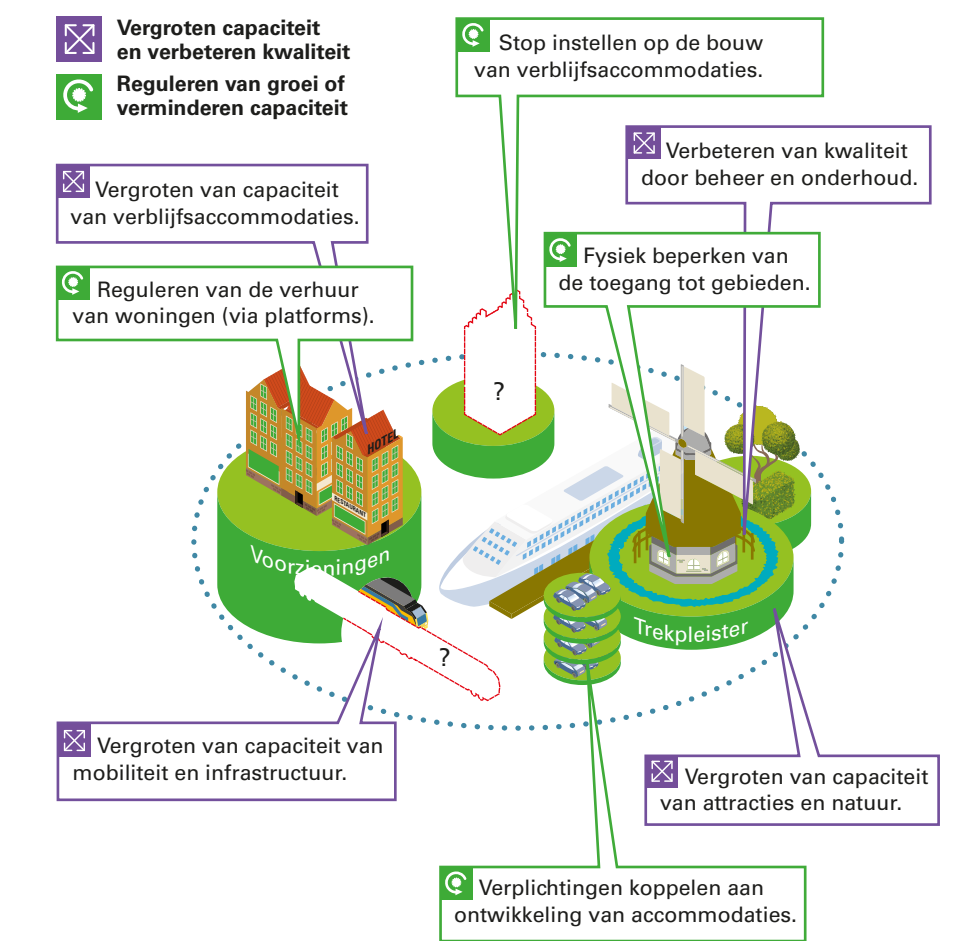 Vergroten capaciteit
en verbeteren kwaliteit
Reguleren van groei of
verminderen capaciteit
Stop instellen op de bouw
van verblijfsaccommodaties.
Verbeteren van kwaliteit
door beheer en onderhoud.
Vergroten van capaciteit
van verblijfsaccommodaties.
Fysiek beperken van
de toegang tot gebieden.
Reguleren van de verhuur
van woningen (via platforms).
?
HOTEL
RESTAURANT
Voorzieningen
Trekpleister
?
Vergroten van capaciteit van
mobiliteit en infrastructuur.
Vergroten van capaciteit
van attracties en natuur.
Verplichtingen koppelen aan
ontwikkeling van accommodaties.